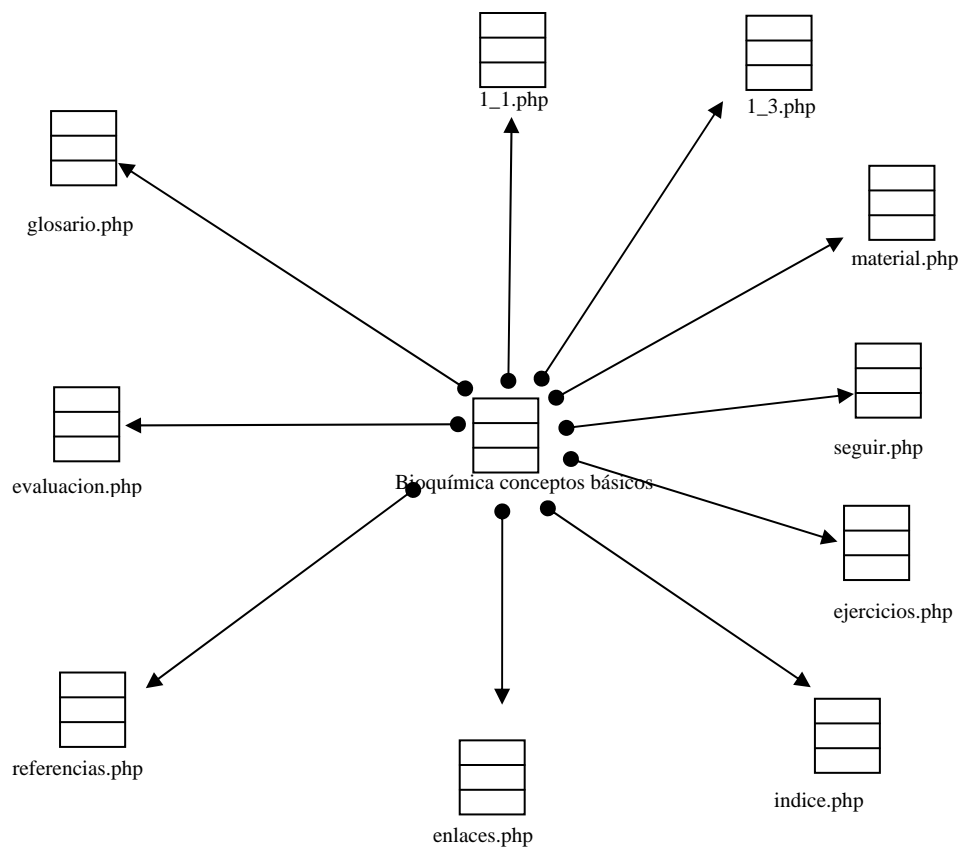 1_1.php
1_3.php
glosario.php
material.php
seguir.php
evaluacion.php
Bioquímica conceptos básicos
ejercicios.php
referencias.php
indice.php
enlaces.php